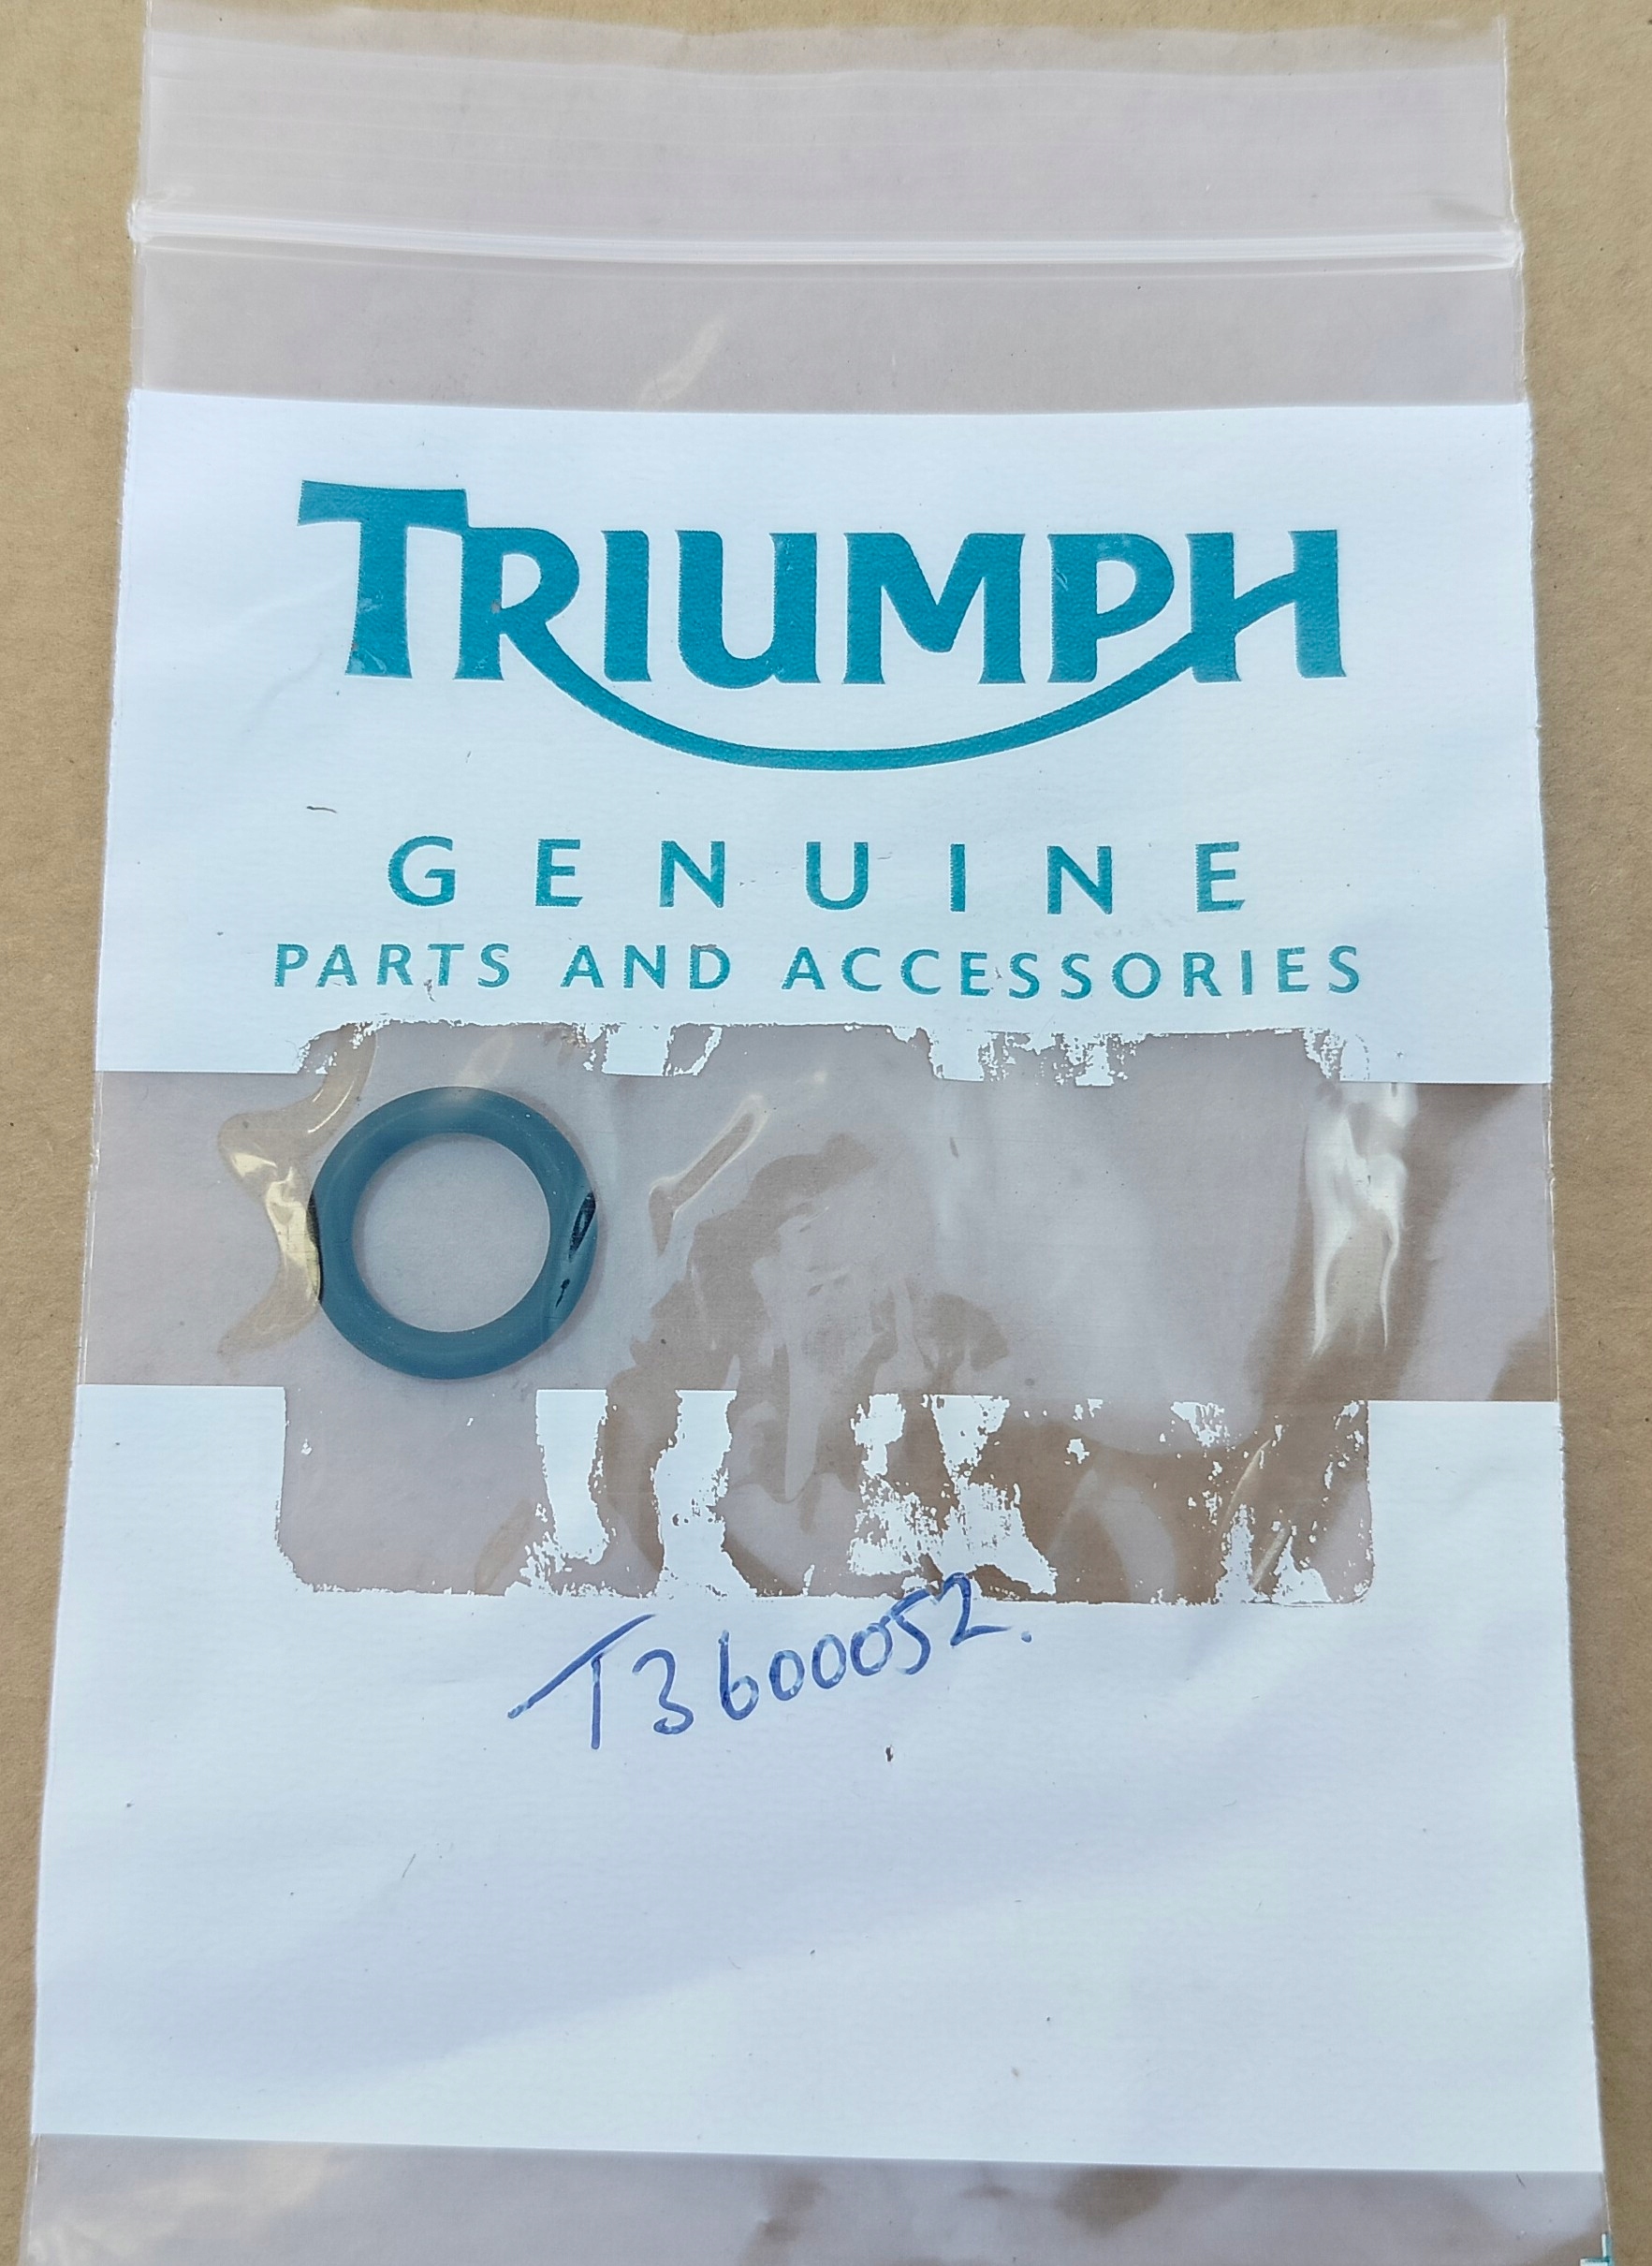 TRIUMPH
GENUINE
PARTS AND ACCESSORIES
T3600052.